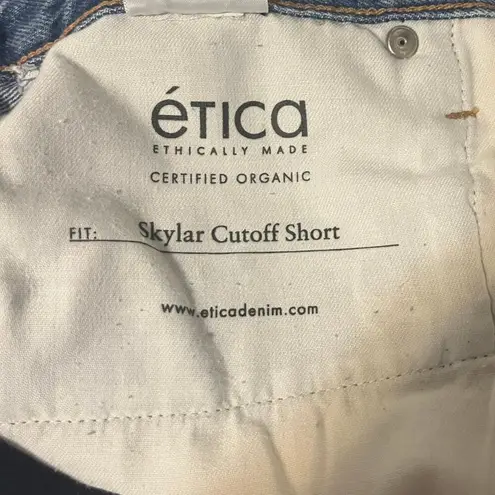 éTica
ETHICALLY MADE
CERTIFIED ORGANIC
FIT: Skylar Cutoff Short
www.eticadenim.com